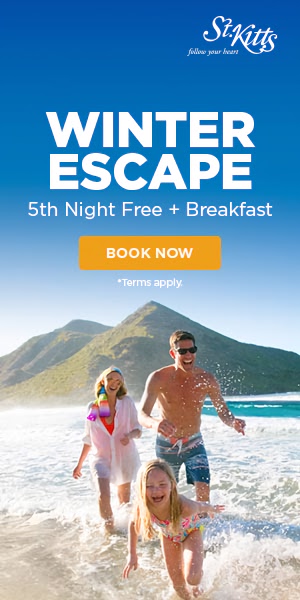 St.Kitts
follow your heart
WINTER
ESCAPE
5th Night Free + Breakfast
BOOK NOW
*Terms apply.